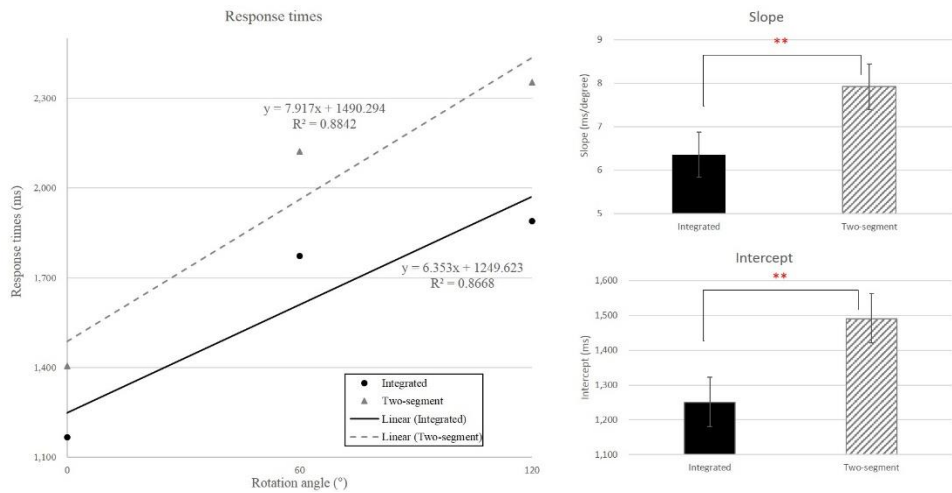 Response times
Response times (ms)
2,300
2,000
1,700
1,400
1,100
y = 7.917x + 1490.294
R² = 0.8842
y = 6.353x + 1249.623
R² = 0.8668
Integrated
Two-segment
Linear (Integrated)
Linear (Two-segment)
0
60
120
Rotation angle (°)
Slope
**
Slope (ms/degree)
9
8
7
6
5
Integrated
Two-segment
Intercept
**
Intercept (ms)
1,600
1,500
1,400
1,300
1,200
1,100
Integrated
Two-segment